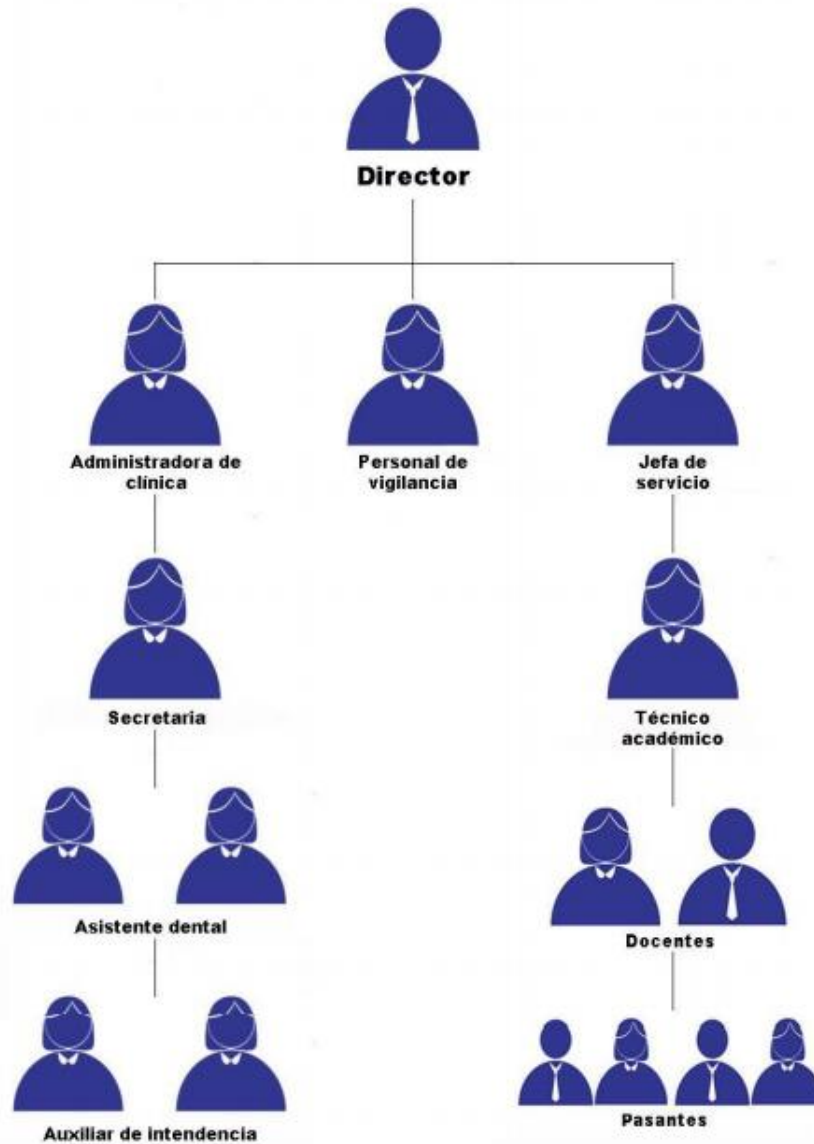 Director
Administradora de
clínica
Personal de
vigilancia
Jefa de
servicio
Secretaria
Técnico
académico
Asistente dental
Docentes
Auxiliar de intendencia
Pasantes